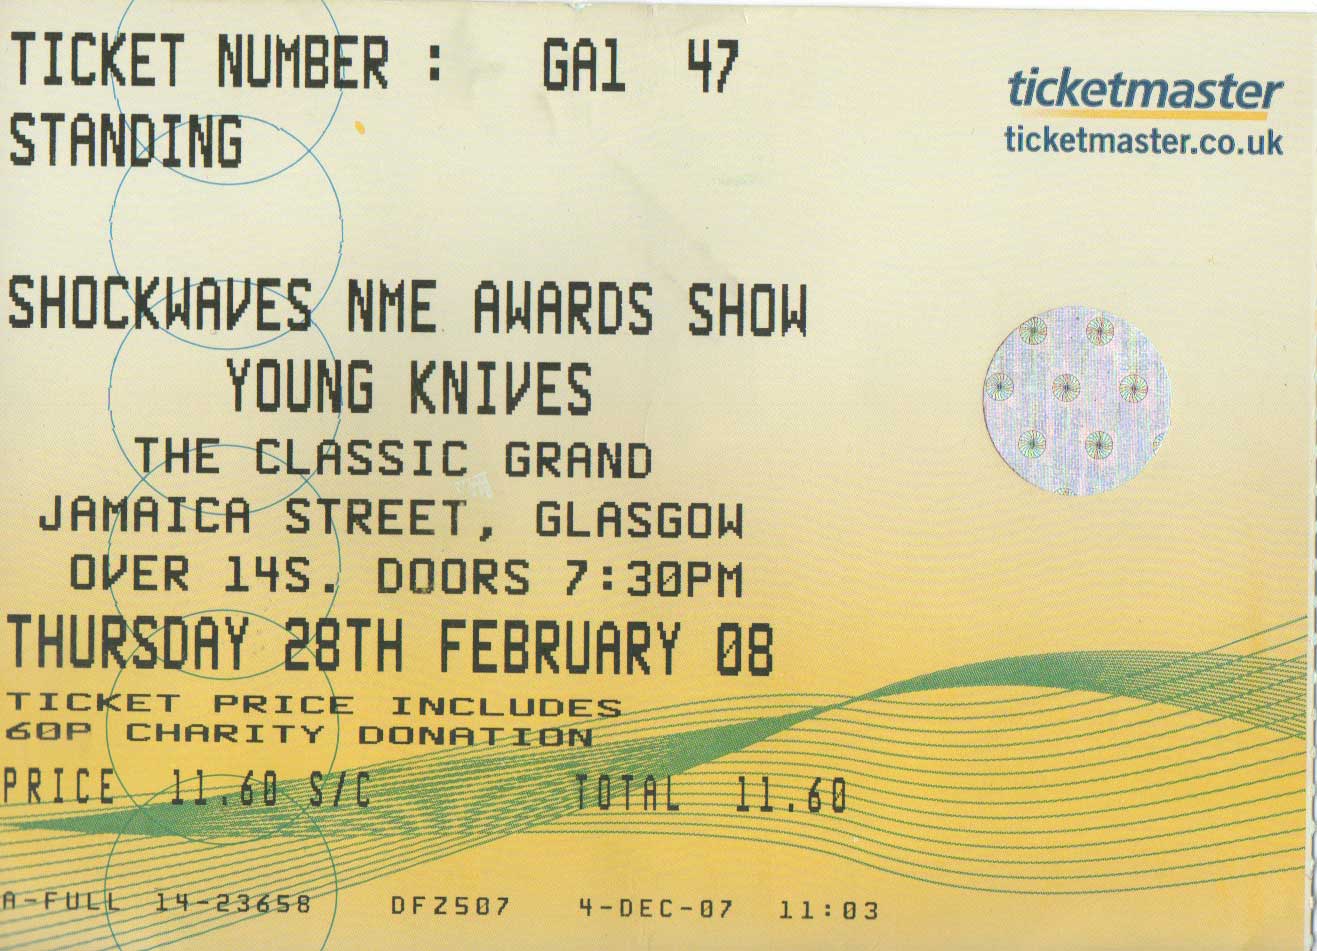 TICKET NUMBER : GA1 47
STANDING
ticketmaster
ticketmaster.co.uk
SHOCKWAVES NME AWARDS SHOW
YOUNG KNIVES
THE CLASSIC GRAND
JAMAICA STREET, GLASGOW
OVER 14S. DOORS 7:30PM
THURSDAY 28TH FEBRUARY 08
TICKET PRICE INCLUDES
60P CHARITY DONATION
PRICE 11.60 S/C TOTAL 11.60
A-FULL 14-23658 DFZ507 4-DEC-07 11:03